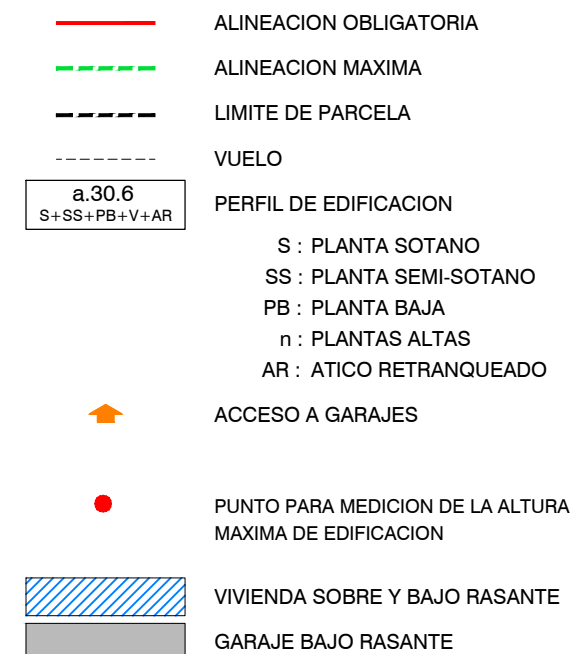 ALINEACION OBLIGATORIA
ALINEACION MAXIMA
LIMITE DE PARCELA
VUELO
a.30.6
S+SS+PB+V+AR
PERFIL DE EDIFICACION
S : PLANTA SOTANO
SS : PLANTA SEMI-SOTANO
PB : PLANTA BAJA
n : PLANTAS ALTAS
AR : ATICO RETRANQUEADO
ACCESO A GARAJES
PUNTO PARA MEDICION DE LA ALTURA
MAXIMA DE EDIFICACION
VIVIENDA SOBRE Y BAJO RASANTE
GARAJE BAJO RASANTE